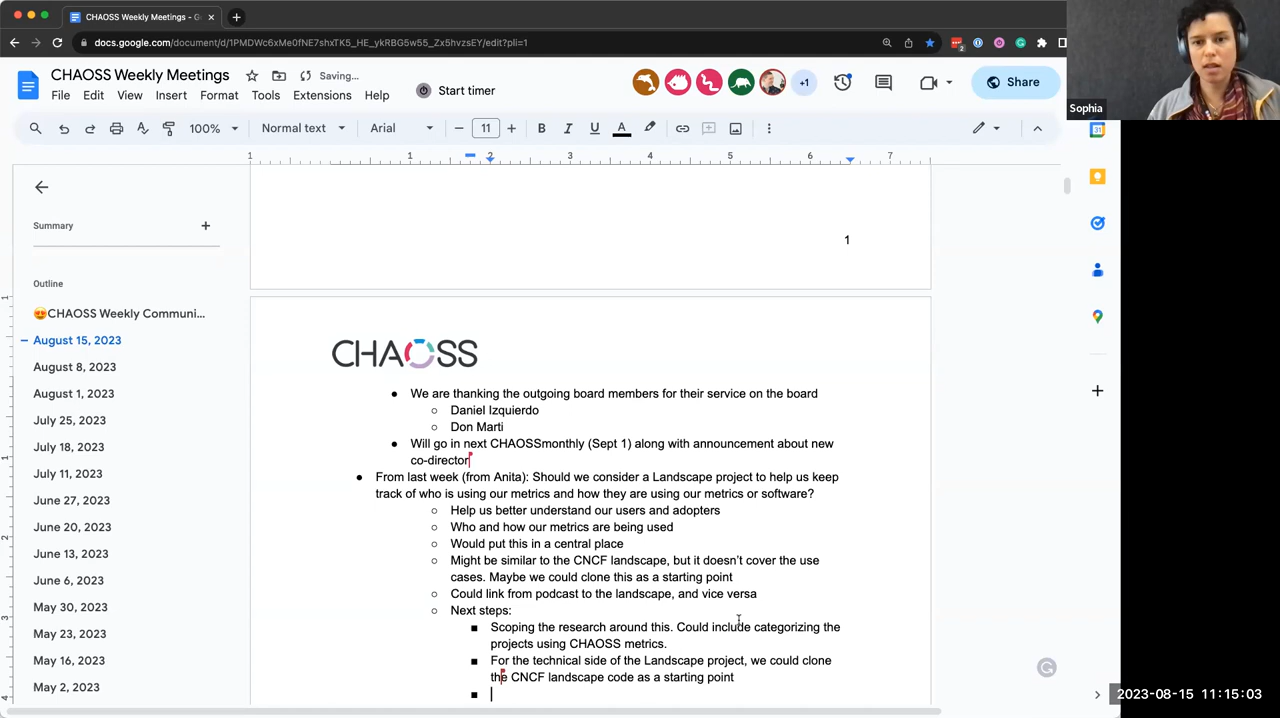 CHAOSS Weekly Meetings - G
docs.google.com/document/d/1PMDWc6xMe0fNE7shxTK5_HE_ykRBG5w55_Zx5hvzsEY/edit?pli=1
CHAOSS Weekly Meetings
Saving...
File Edit View Insert Format Tools Extensions Help
Start timer
+1
Share
Sophia
100%
Normal text
Arial
11
B I U A
1 1 2 3 4 5 6 7
31
Summary
Outline
😍CHAOSS Weekly Communi...
August 15, 2023
August 8, 2023
August 1, 2023
July 25, 2023
July 18, 2023
July 11, 2023
June 27, 2023
June 20, 2023
June 13, 2023
June 6, 2023
May 30, 2023
May 23, 2023
May 16, 2023
May 2, 2023
1
CHAOSS
● We are thanking the outgoing board members for their service on the board
○ Daniel Izquierdo
○ Don Marti
● Will go in next CHAOSSmonthly (Sept 1) along with announcement about new
co-director
● From last week (from Anita): Should we consider a Landscape project to help us keep
track of who is using our metrics and how they are using our metrics or software?
○ Help us better understand our users and adopters
○ Who and how our metrics are being used
○ Would put this in a central place
○ Might be similar to the CNCF landscape, but it doesn't cover the use
cases. Maybe we could clone this as a starting point
○ Could link from podcast to the landscape, and vice versa
○ Next steps:
■ Scoping the research around this. Could include categorizing the
projects using CHAOSS metrics.
■ For the technical side of the Landscape project, we could clone
the CNCF landscape code as a starting point
■
2023-08-15 11:15:03